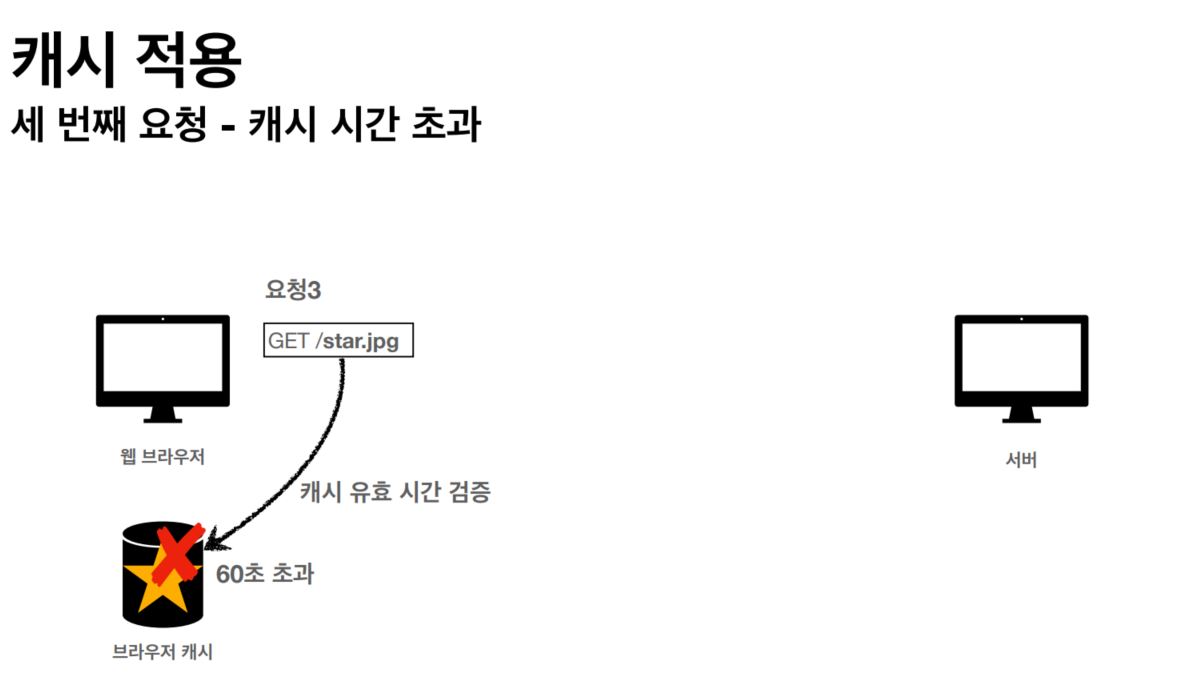 캐시 적용
세 번째 요청 - 캐시 시간 초과
요청3
GET /star.jpg
웹 브라우저
서버
캐시 유효 시간 검증
60초 초과
브라우저 캐시